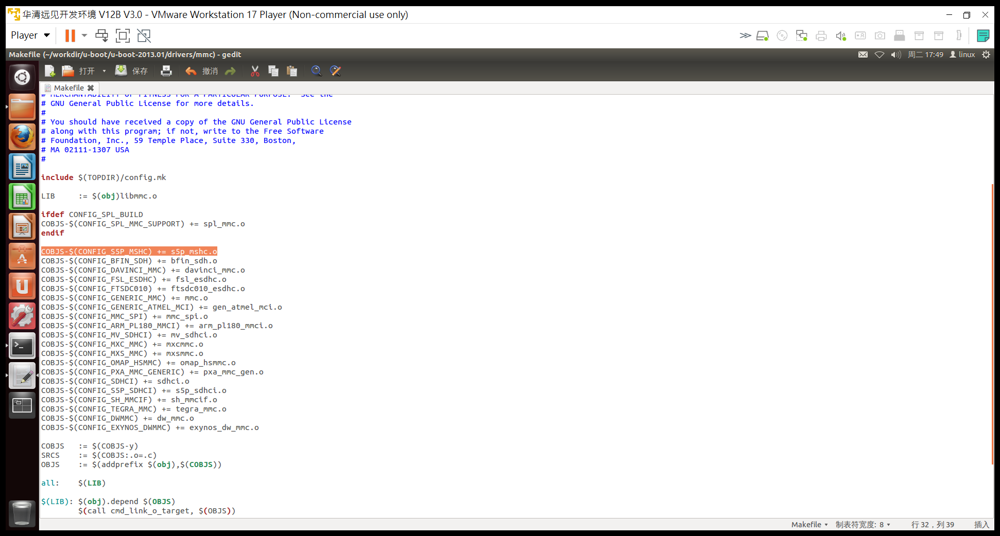 华清远见开发环境 V12B V3.0 - VMware Workstation 17 Player (Non-commercial use only)
Player
Makefile (~/workdir/u-boot/u-boot-2013.01/drivers/mmc) - gedit
周二 17:49 linux
打开 保存 撤消
Makefile
# MERCHANTABILITY or FITNESS FOR A PARTICULAR PURPOSE.  See the
# GNU General Public License for more details.
#
# You should have received a copy of the GNU General Public License
# along with this program; if not, write to the Free Software
# Foundation, Inc., 59 Temple Place, Suite 330, Boston,
# MA 02111-1307 USA
#
include $(TOPDIR)/config.mk
LIB     := $(obj)libmmc.o
ifdef CONFIG_SPL_BUILD
COBJS-$(CONFIG_SPL_MMC_SUPPORT) += spl_mmc.o
endif
COBJS-$(CONFIG_S5P_MSHC) += s5p_mshc.o
COBJS-$(CONFIG_BFIN_SDH) += bfin_sdh.o
COBJS-$(CONFIG_DAVINCI_MMC) += davinci_mmc.o
COBJS-$(CONFIG_FSL_ESDHC) += fsl_esdhc.o
COBJS-$(CONFIG_FTSDC010) += ftsdc010_esdhc.o
COBJS-$(CONFIG_GENERIC_MMC) += mmc.o
COBJS-$(CONFIG_GENERIC_ATMEL_MCI) += gen_atmel_mci.o
COBJS-$(CONFIG_MMC_SPI) += mmc_spi.o
COBJS-$(CONFIG_ARM_PL180_MMCI) += arm_pl180_mmci.o
COBJS-$(CONFIG_MV_SDHCI) += mv_sdhci.o
COBJS-$(CONFIG_MXC_MMC) += mxcmmc.o
COBJS-$(CONFIG_MXS_MMC) += mxsmmc.o
COBJS-$(CONFIG_OMAP_HSMMC) += omap_hsmmc.o
COBJS-$(CONFIG_PXA_MMC_GENERIC) += pxa_mmc_gen.o
COBJS-$(CONFIG_SDHCI) += sdhci.o
COBJS-$(CONFIG_S5P_SDHCI) += s5p_sdhci.o
COBJS-$(CONFIG_SH_MMCIF) += sh_mmcif.o
COBJS-$(CONFIG_TEGRA_MMC) += tegra_mmc.o
COBJS-$(CONFIG_DWMMC) += dw_mmc.o
COBJS-$(CONFIG_EXYNOS_DWMMC) += exynos_dw_mmc.o
COBJS   := $(COBJS-y)
SRCS    := $(COBJS:.o=.c)
OBJS    := $(addprefix $(obj),$(COBJS))
all:    $(LIB)
$(LIB): $(obj).depend $(OBJS)
        $(call cmd_link_o_target, $(OBJS))
Makefile 制表符宽度: 8 行 32，列 39 插入